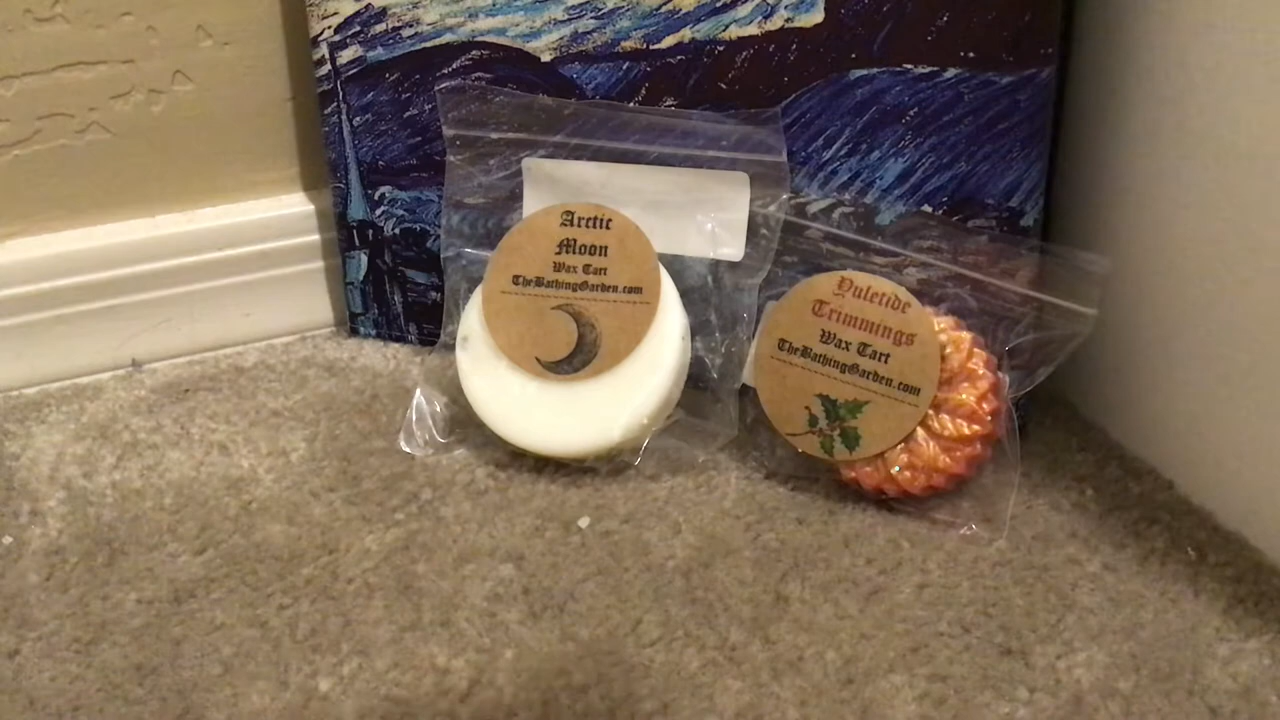 Arctic
Moon
Wax Tart
TheBathingGarden.com
Yuletide
Trimmings
Wax Tart
TheBathingGarden.com